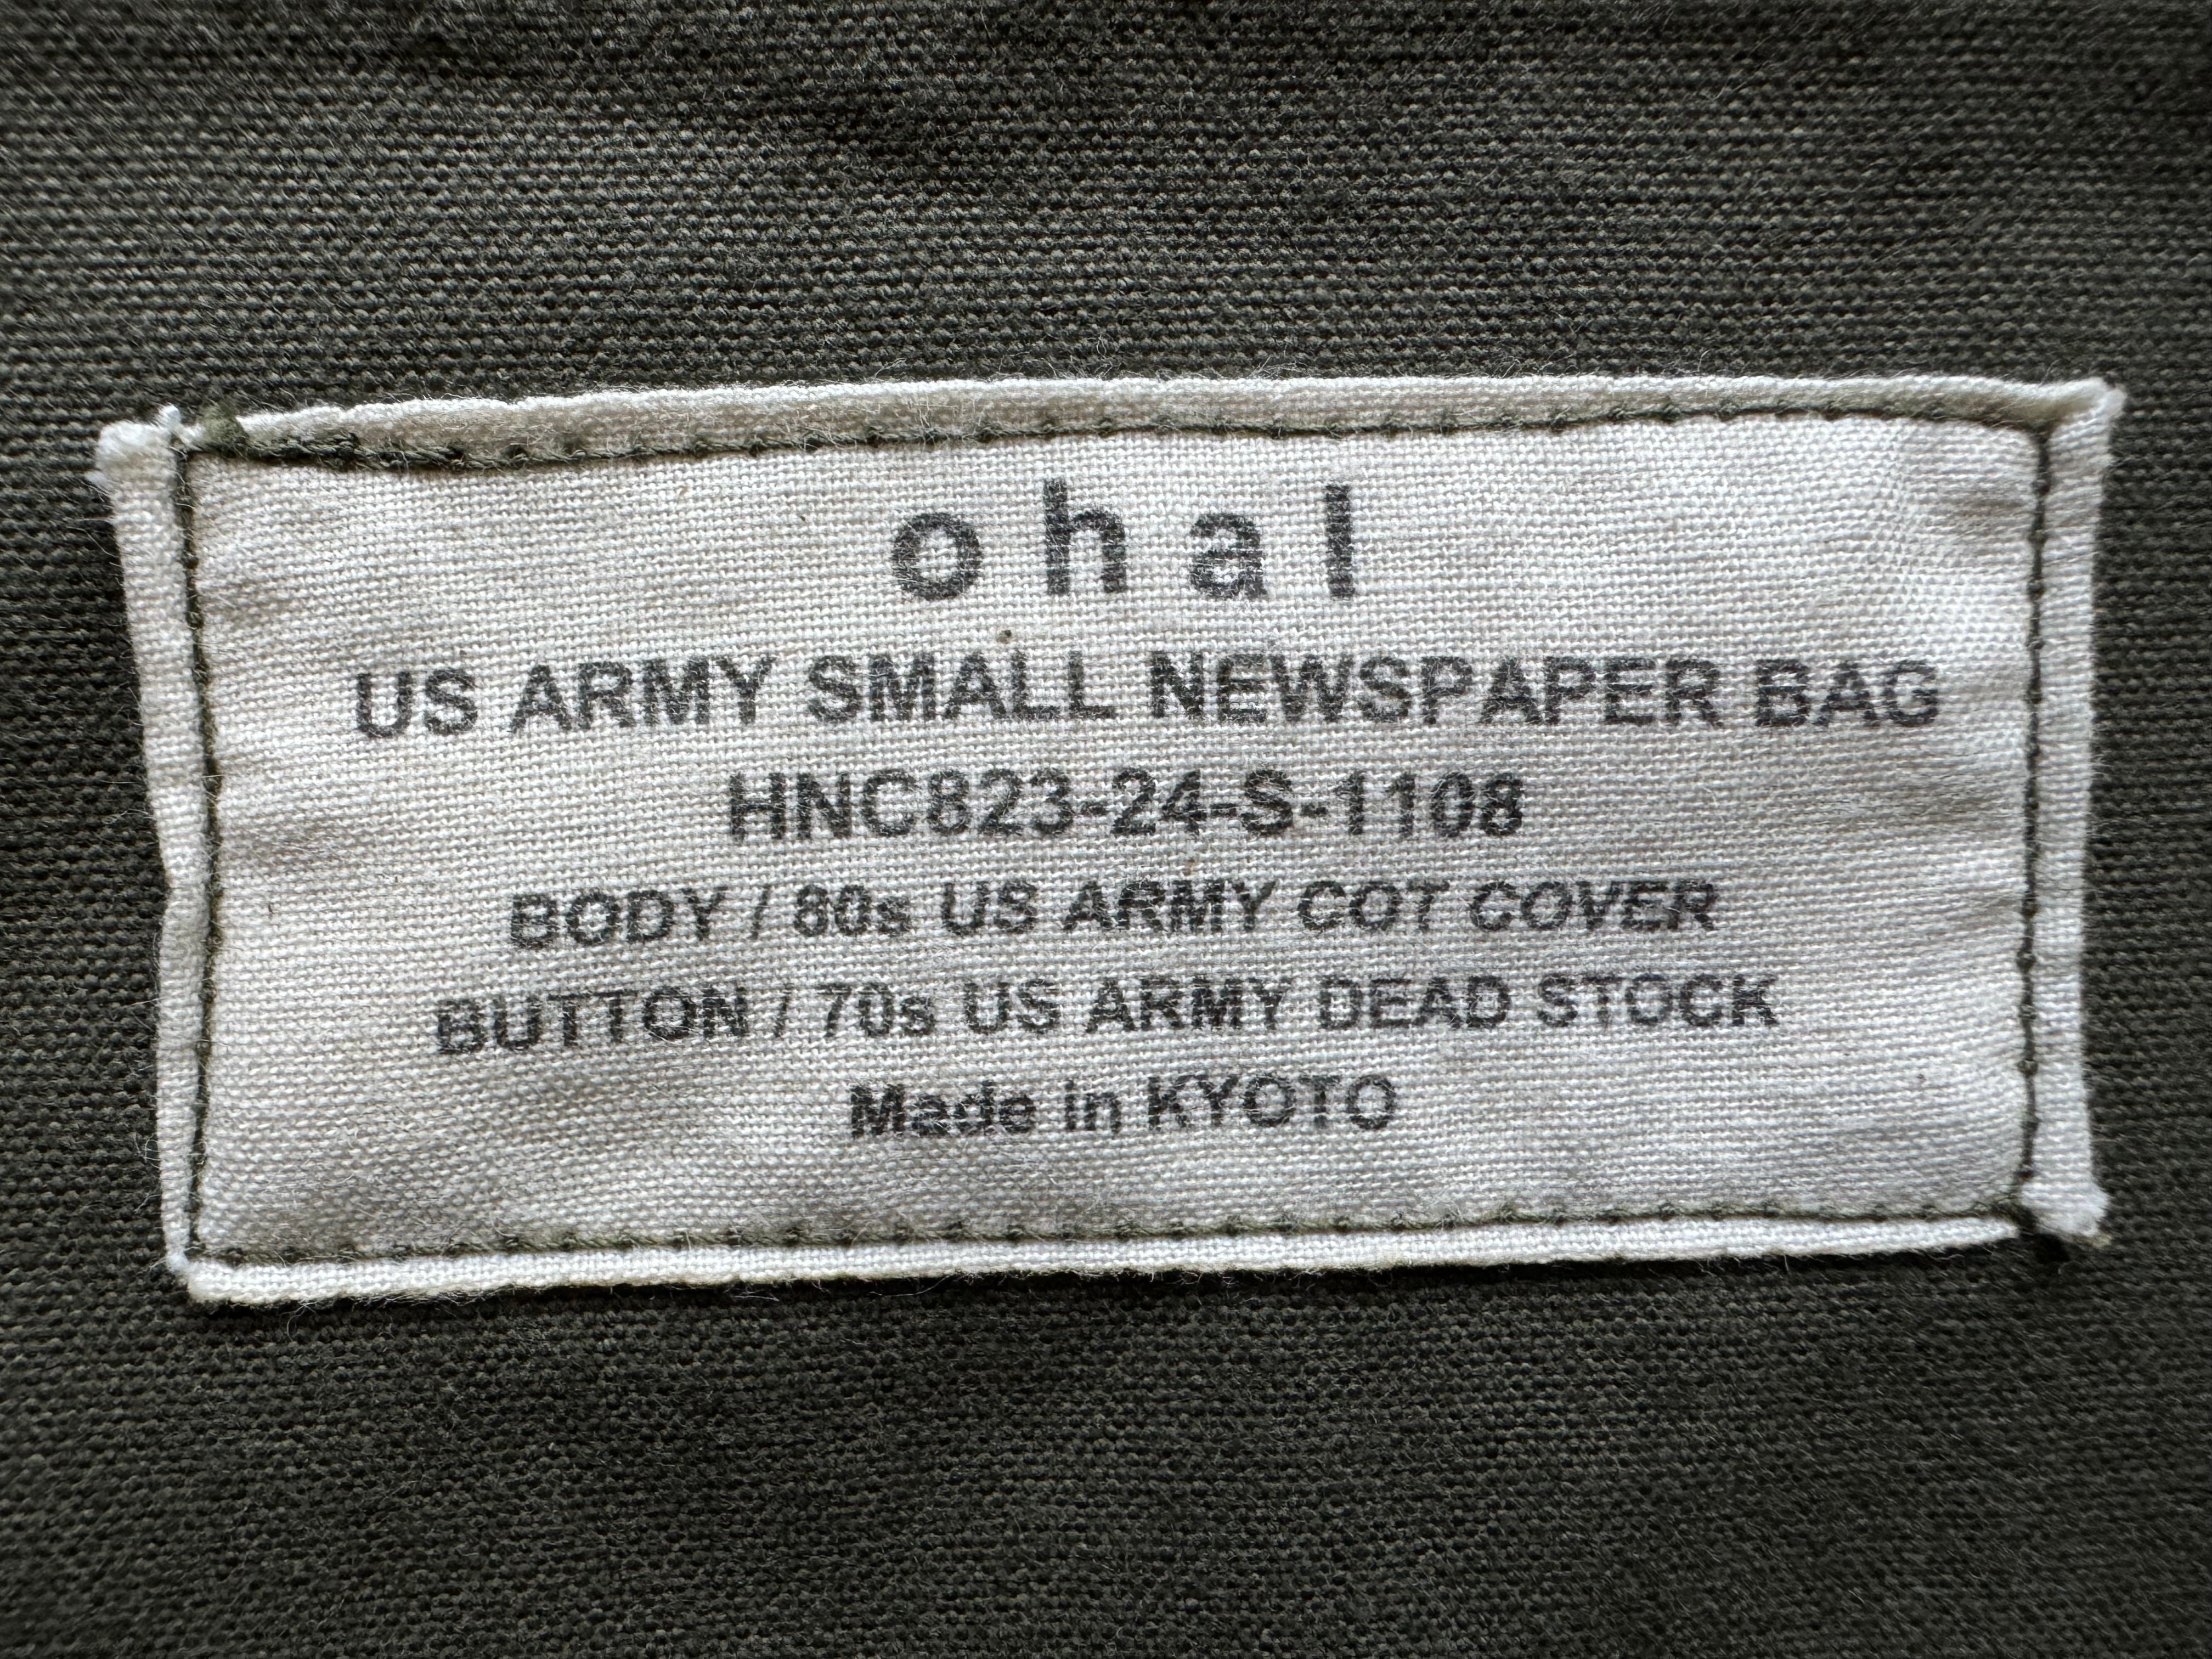 ohal
US ARMY SMALL NEWSPAPER BAG
HNC823-24-S-1108
BODY / 80s US ARMY COT COVER
BUTTON / 70s US ARMY DEAD STOCK
Made in KYOTO